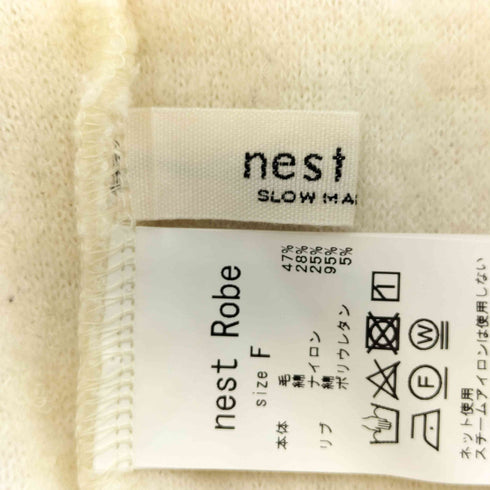 nest
SLOW MA
nest Robe
size F
本体 毛 47%
綿 28%
ナイロン 25%
リブ 綿 95%
ポリウレタン 5%
ネット使用
スチームアイロンは使用しない